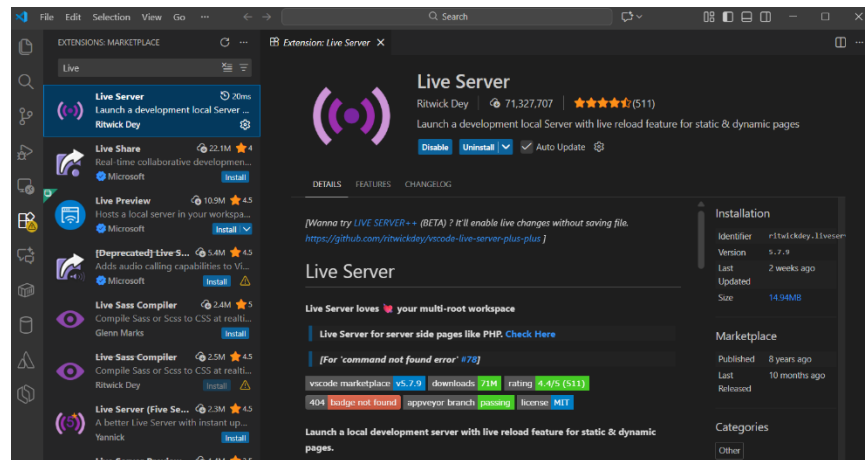 File Edit Selection View Go ...
Search
EXTENSIONS: MARKETPLACE
Live
Live Server 20ms
Launch a development local Server ...
Ritwick Dey
Live Share 22.1M 4
Real-time collaborative developmen...
Microsoft Install
Live Preview 10.9M 4.5
Hosts a local server in your workspa...
Microsoft Install
[Deprecated] Live S... 5.4M 4.5
Adds audio calling capabilities to Vi...
Microsoft Install
Live Sass Compiler 2.4M 5
Compile Sass or Scss to CSS at realti...
Glenn Marks Install
Live Sass Compiler 2.5M 4.5
Compile Sass or Scss to CSS at realti...
Ritwick Dey Install
Live Server (Five Se... 2.3M 4.5
A better Live Server with instant up...
Yannick Install
Extension: Live Server
Live Server
Ritwick Dey 71,327,707 (511)
Launch a development local Server with live reload feature for static & dynamic pages
Disable Uninstall Auto Update
DETAILS FEATURES CHANGELOG
[Wanna try LIVE SERVER++ (BETA) ? It'll enable live changes without saving file.
https://github.com/ritwickdey/vscode-live-server-plus-plus ]
Live Server
Live Server loves your multi-root workspace
Live Server for server side pages like PHP. Check Here
[For 'command not found error' #78]
vscode marketplace v5.7.9 downloads 71M rating 4.4/5 (511)
404 badge not found appveyor branch passing license MIT
Launch a local development server with live reload feature for static & dynamic
pages.
Installation
Identifier ritwickdey.liveser
Version 5.7.9
Last 2 weeks ago
Updated
Size 14.94MB
Marketplace
Published 8 years ago
Last 10 months ago
Released
Categories
Other